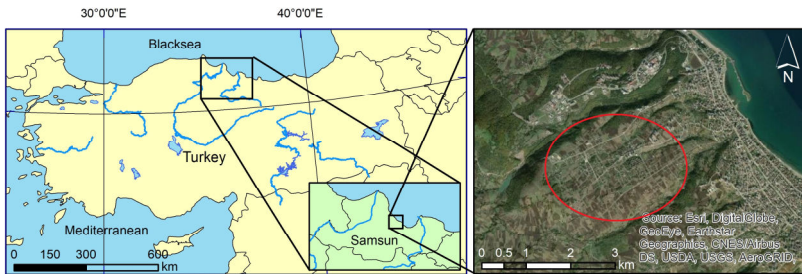 30°0'0"E
40°0'0"E
Blacksea
Turkey
Mediterranean
Samsun
0 150 300 600
km
N
0 0.5 1 2 3
km
Source: Esri, DigitalGlobe,
GeoEye, Earthstar
Geographics, CNES/Airbus
DS, USDA, USGS, AeroGRID,